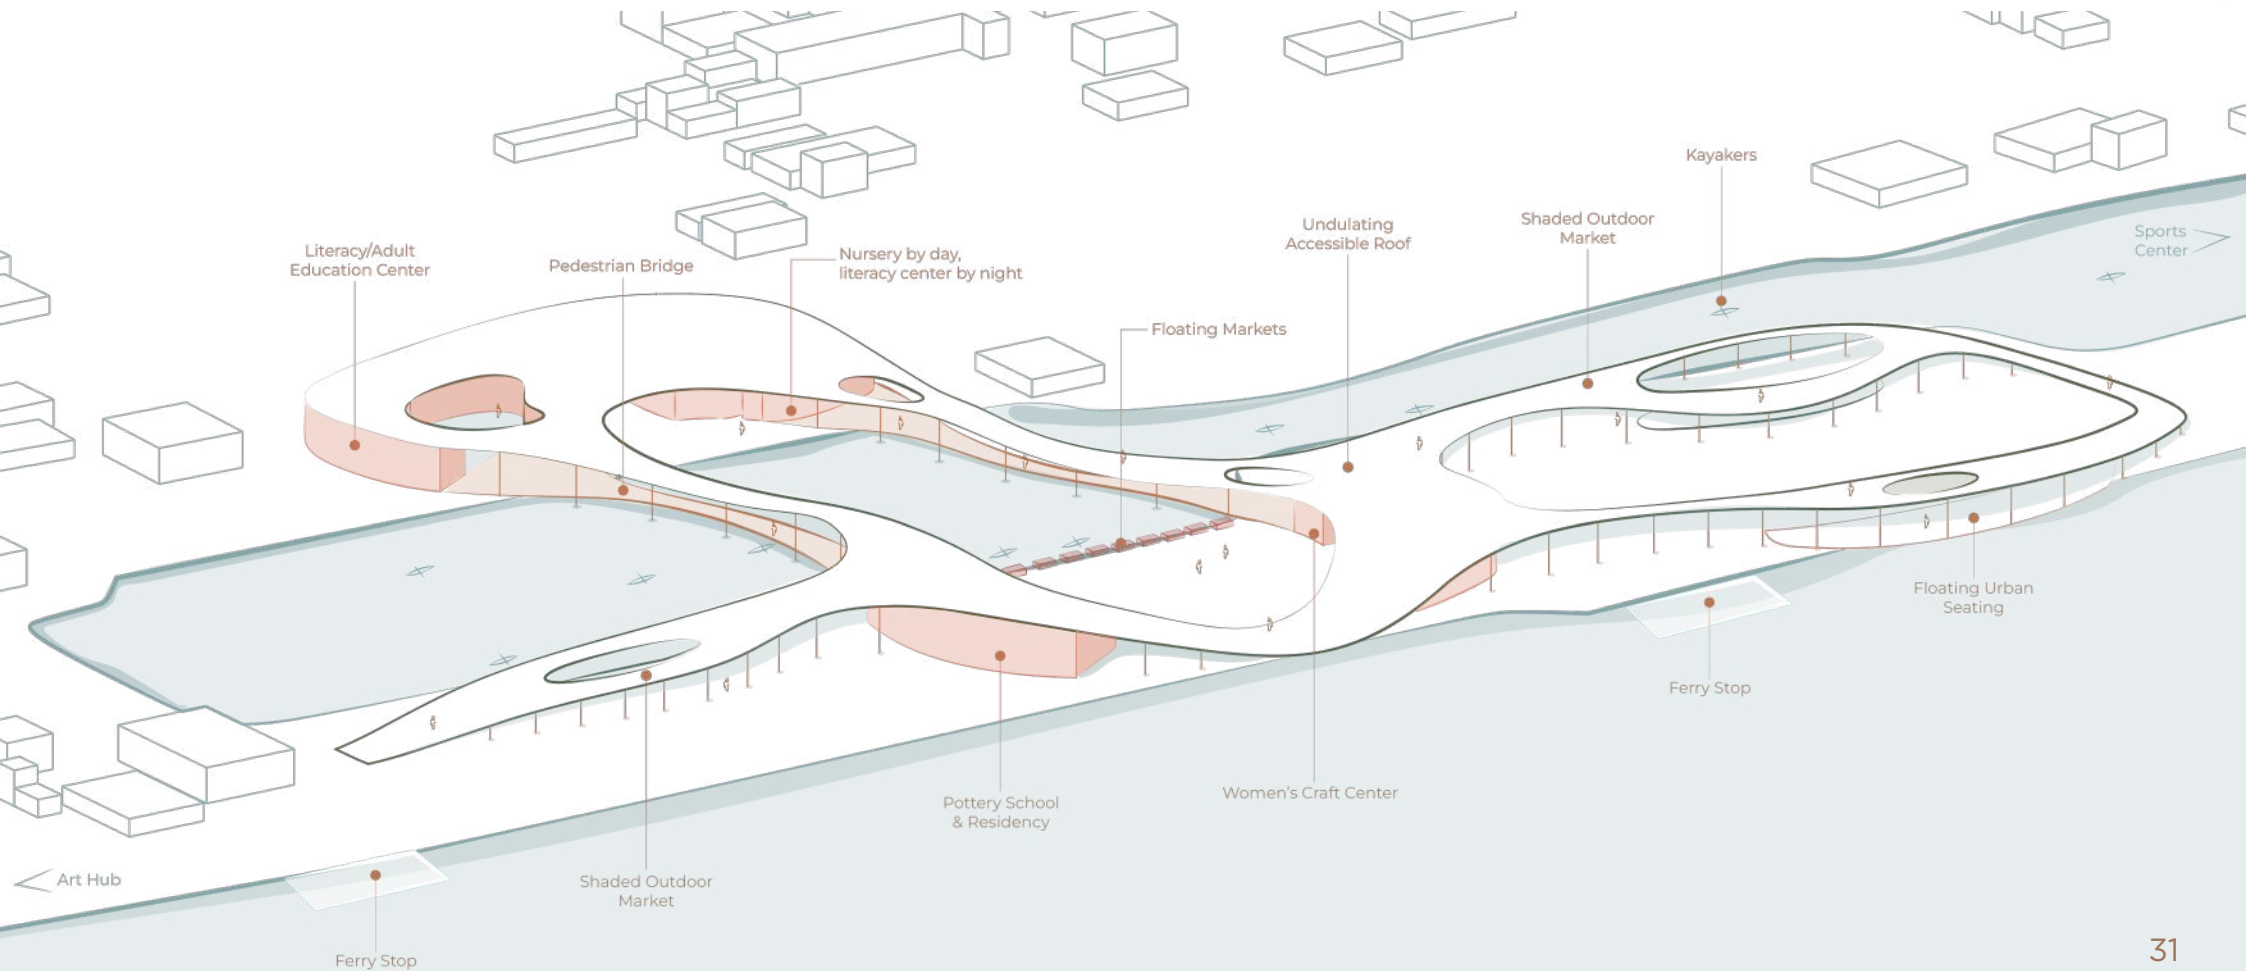 Kayakers
Shaded Outdoor
Market
Undulating
Accessible Roof
Sports
Center
Literacy/Adult
Education Center
Pedestrian Bridge
Nursery by day,
literacy center by night
Floating Markets
Floating Urban
Seating
Ferry Stop
Women's Craft Center
Pottery School
& Residency
Art Hub
Shaded Outdoor
Market
Ferry Stop
31